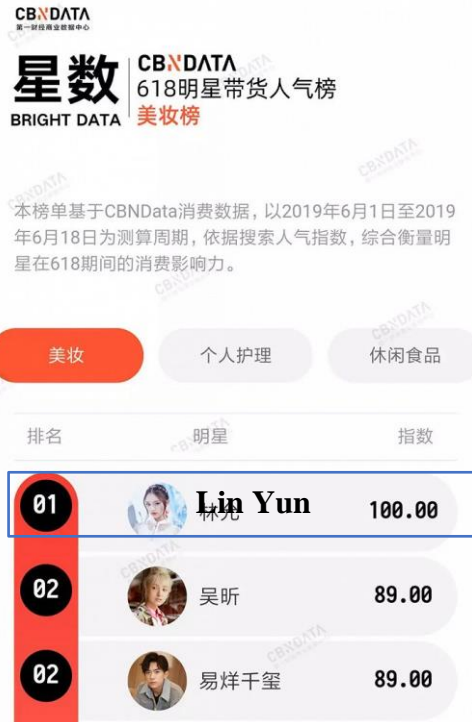 CBNDATA
第一财经商业数据中心
星数
BRIGHT DATA
CBNDATA
618明星带货人气榜
美妆榜
本榜单基于CBNData消费数据，以2019年6月1日至2019
年6月18日为测算周期，依据搜索人气指数，综合衡量明
星在618期间的消费影响力。
美妆 个人护理 休闲食品
排名 明星 指数
01 林允 Lin Yun 100.00
02 吴昕 89.00
02 易烊千玺 89.00